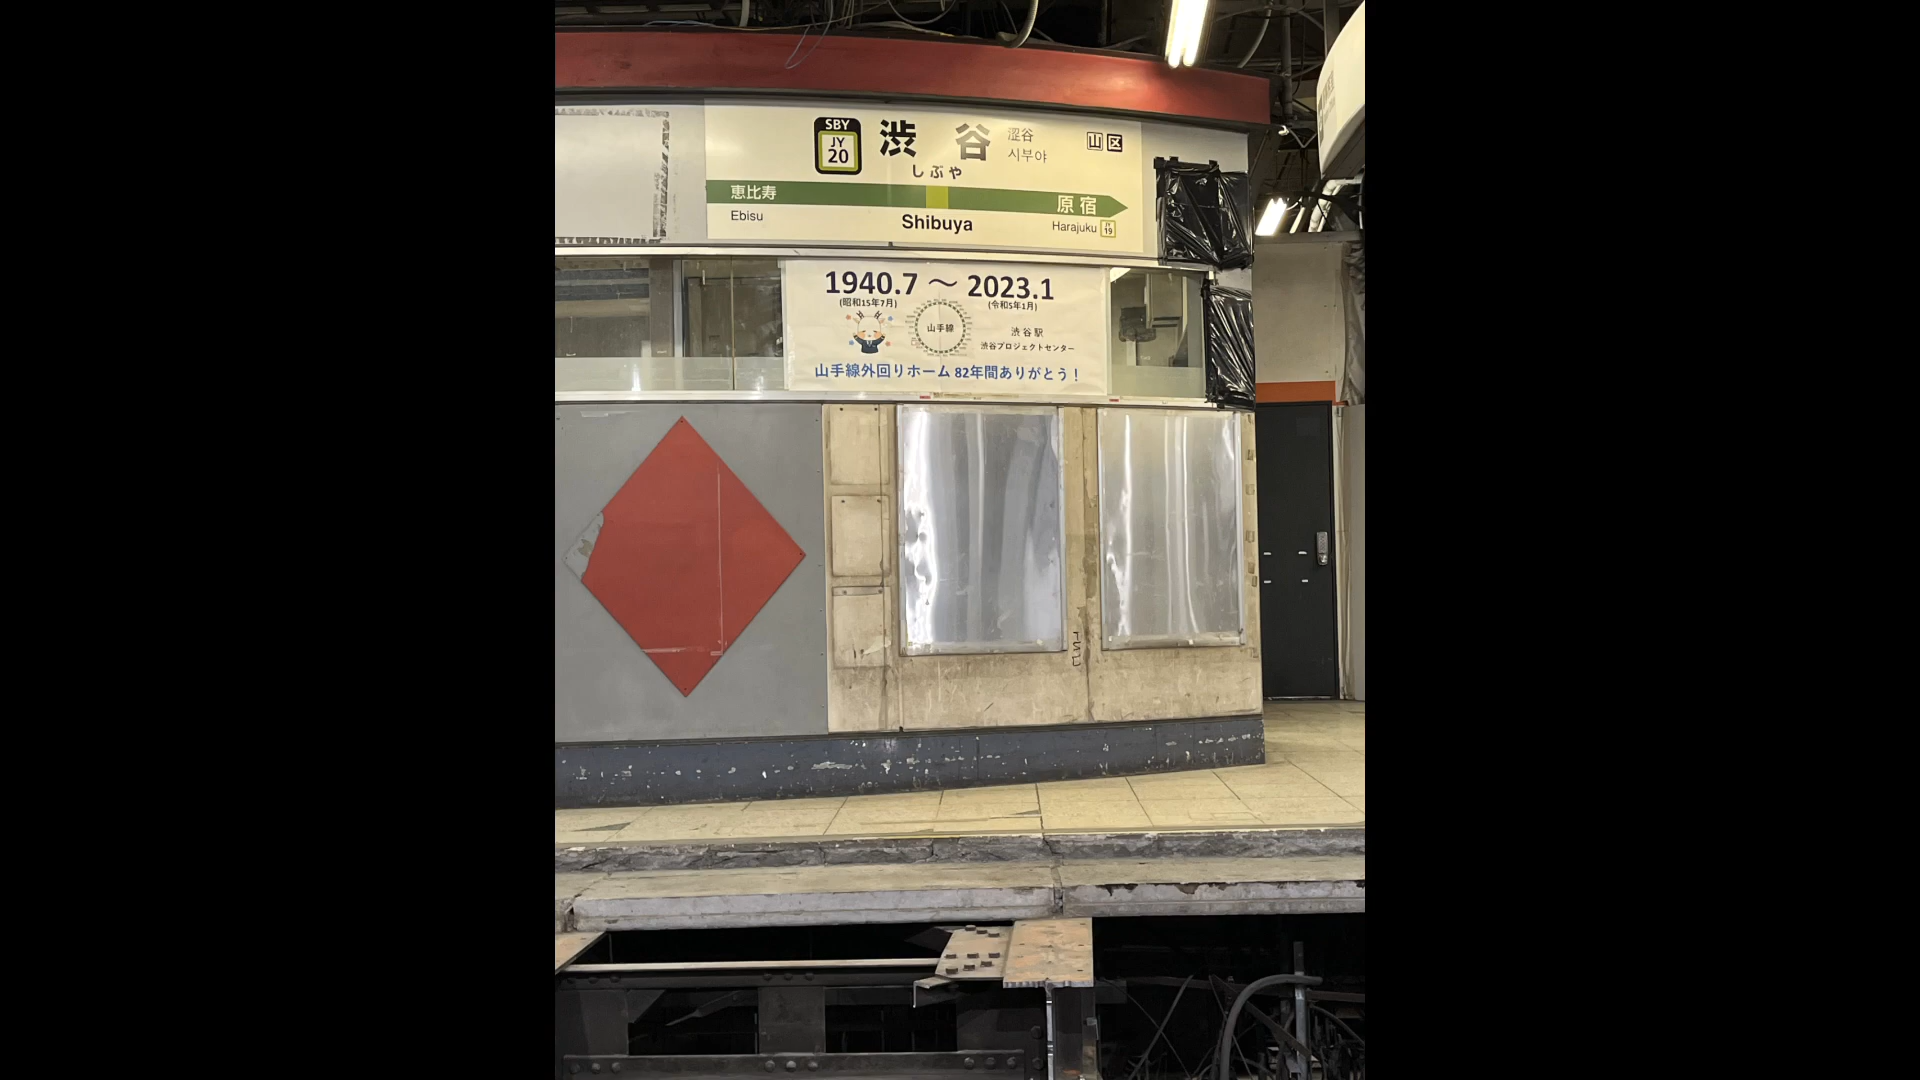 SBY
JY
20
渋谷
涩谷
시부야
山区
しぶや
恵比寿
原宿
Ebisu
Shibuya
Harajuku
JY
19
1940.7 ～ 2023.1
(昭和15年7月)
(令和5年1月)
山手線
渋谷駅
渋谷プロジェクトセンター
山手線外回りホーム 82年間ありがとう！